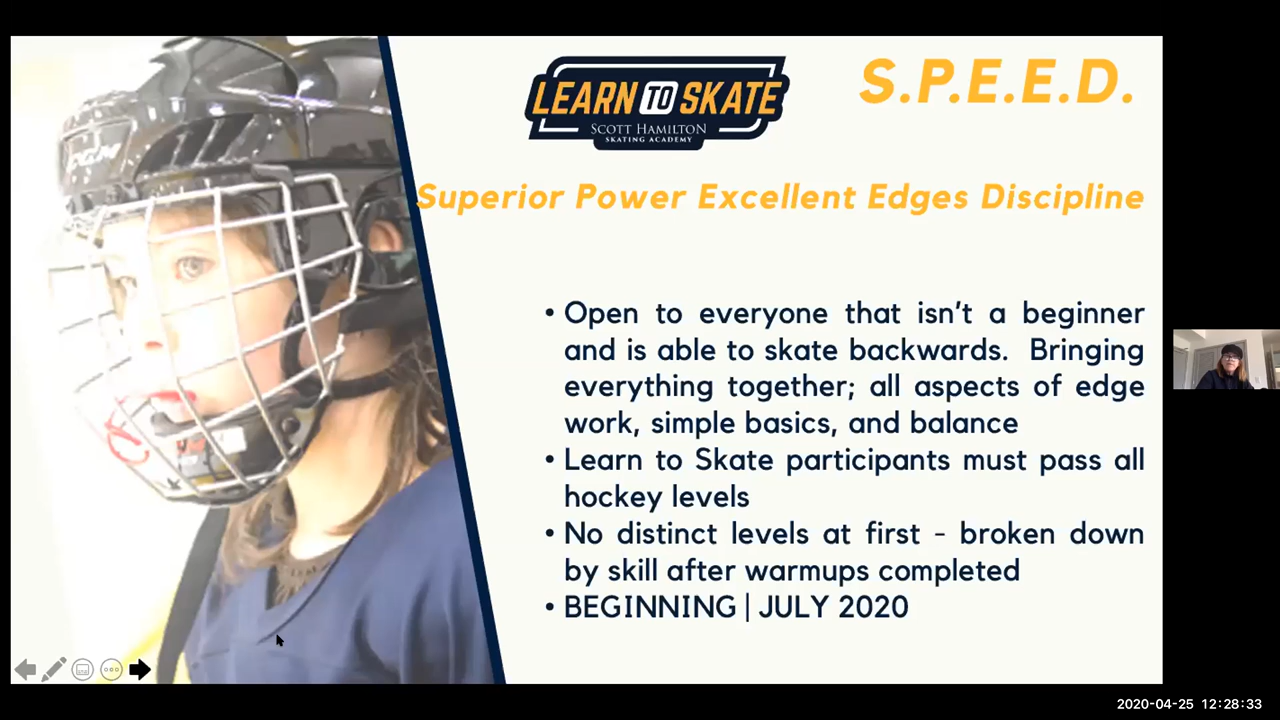 LEARN TO SKATE
SCOTT HAMILTON
SKATING ACADEMY
S.P.E.E.D.
Superior Power Excellent Edges Discipline
• Open to everyone that isn't a beginner
and is able to skate backwards. Bringing
everything together; all aspects of edge
work, simple basics, and balance
• Learn to Skate participants must pass all
hockey levels
• No distinct levels at first - broken down
by skill after warmups completed
• BEGINNING | JULY 2020
2020-04-25 12:28:33